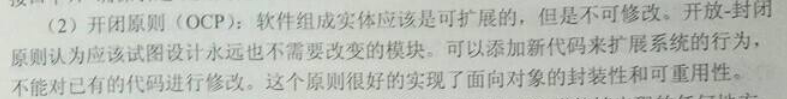 （2）开闭原则（OCP）：软件组成实体应该是可扩展的，但是不可修改。开放-封闭
原则认为应该试图设计永远也不需要改变的模块。可以添加新代码来扩展系统的行为，
不能对已有的代码进行修改。这个原则很好的实现了面向对象的封装性和可重用性。